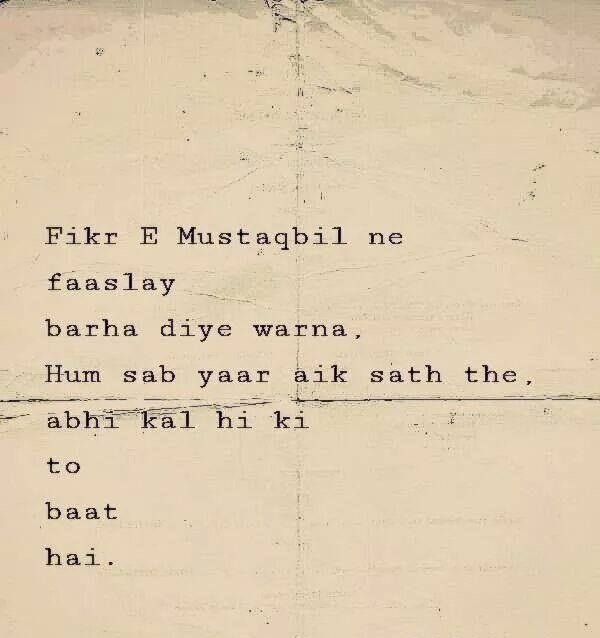 Fikr E Mustaqbil ne
faaslay
barha diye warna,
Hum sab yaar aik sath the,
abhi kal hi ki
to
baat
hai.